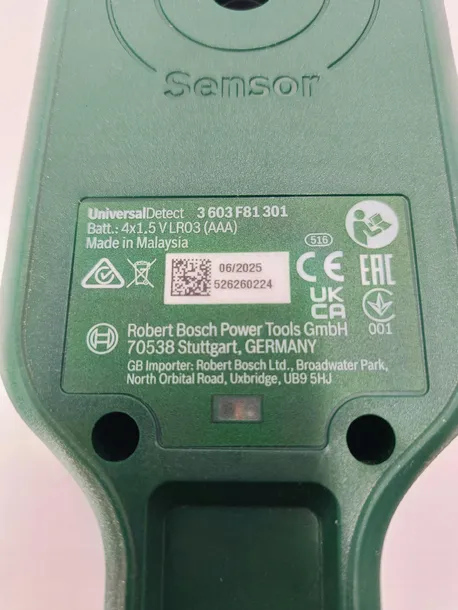 Sensor
UniversalDetect 3 603 F81 301
Batt.: 4x1.5 V LR03 (AAA)
Made in Malaysia
516
06/2025
526260224
CE
EAC
UK
CA
001
Robert Bosch Power Tools GmbH
70538 Stuttgart, GERMANY
GB Importer: Robert Bosch Ltd., Broadwater Park,
North Orbital Road, Uxbridge, UB9 5HJ